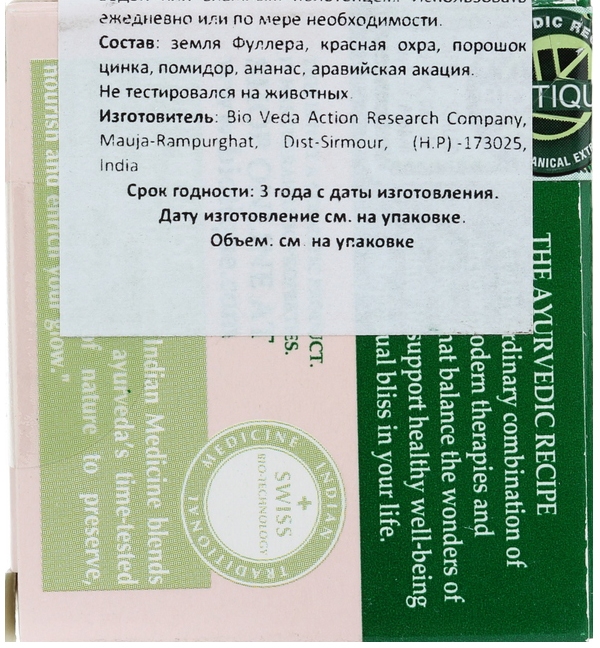 ежедневно или по мере необходимости.
Состав: земля Фуллера, красная охра, порошок
цинка, помидор, ананас, аравийская акация.
Не тестировался на животных.
Изготовитель: Bio Veda Action Research Company,
Mauja-Rampurghat, Dist-Sirmour, (H.P) -173025,
India
Срок годности: 3 года с даты изготовления.
Дату изготовление см. на упаковке.
Объем. см. на упаковке
THE AYURVEDIC RECIPE
combination of
therapies and
that balance the wonders of
support healthy well-being
bliss in your life.
Indian Medicine blends
ayurveda's time-tested
of nature to preserve,
nourish and enrich your glow."
TRADITIONAL INDIAN MEDICINE
SWISS
BIO-TECHNOLOGY